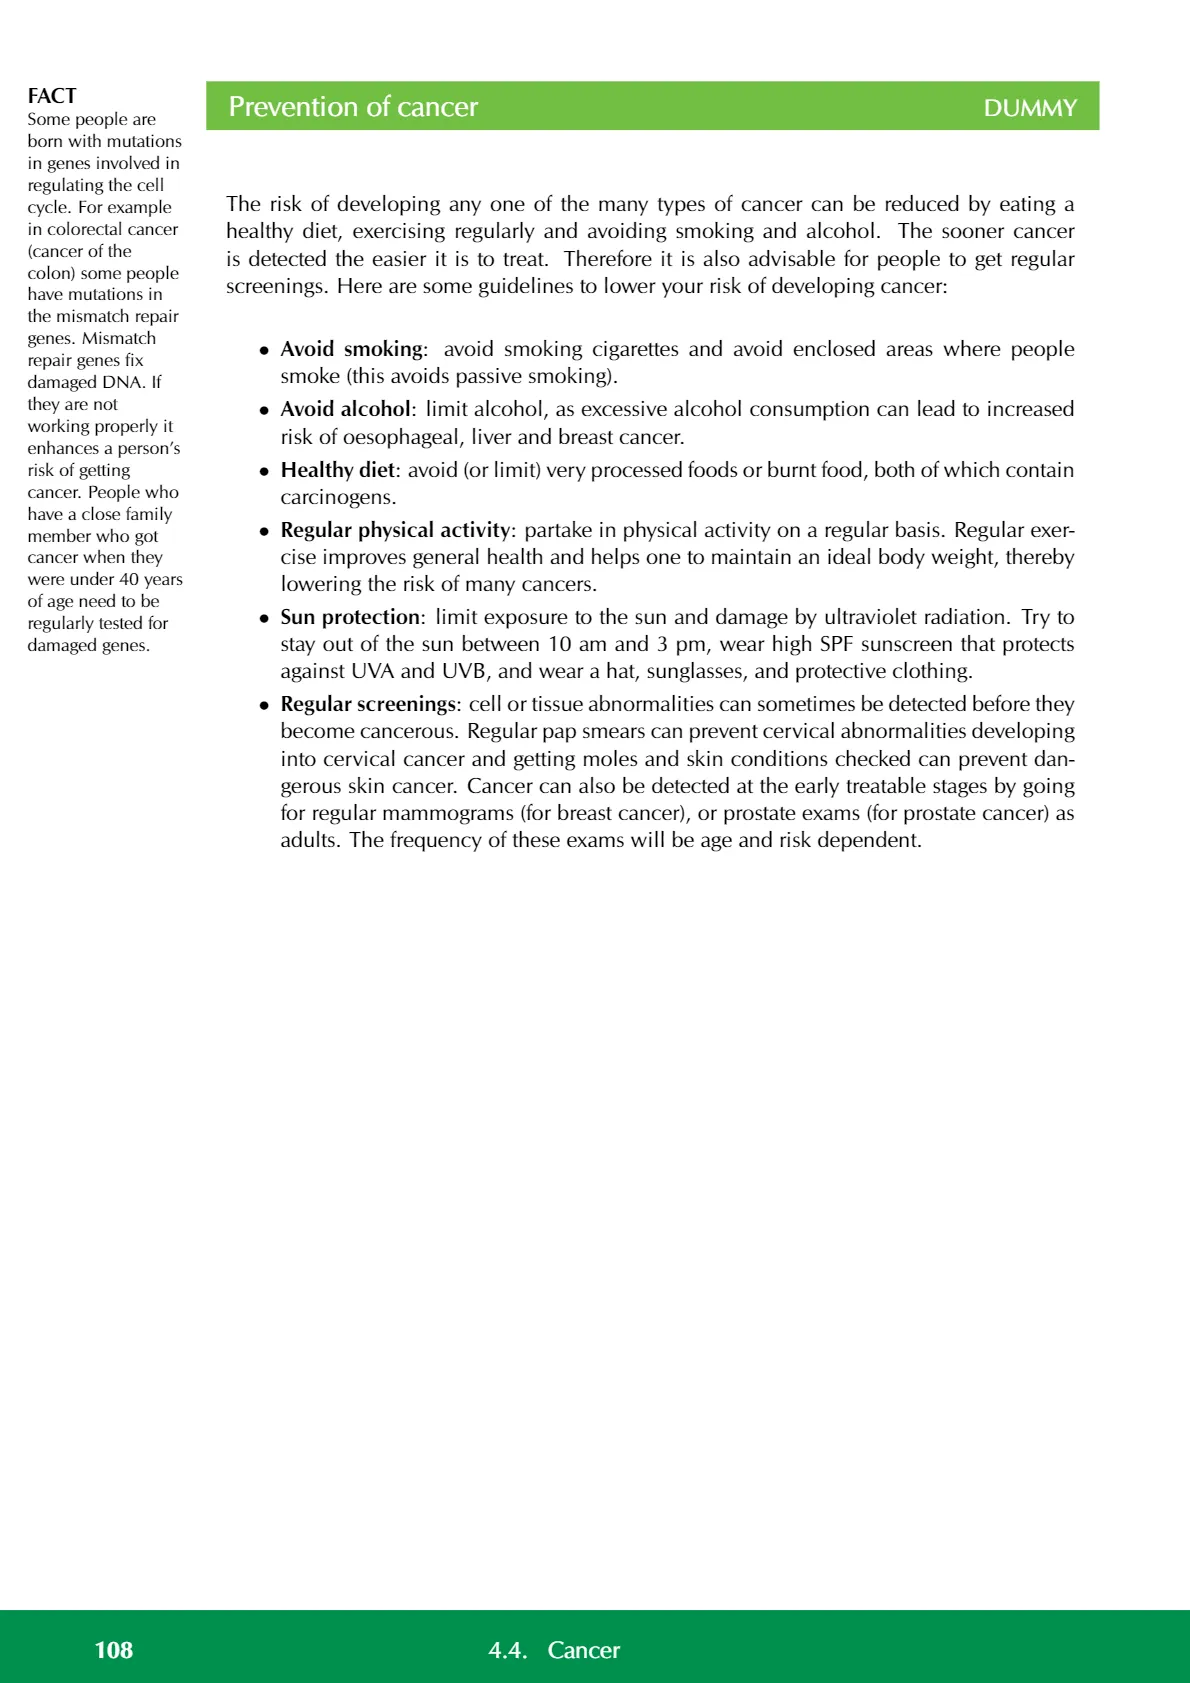 FACT
Some people are
born with mutations
in genes involved in
regulating the cell
cycle. For example
in colorectal cancer
(cancer of the
colon) some people
have mutations in
the mismatch repair
genes. Mismatch
repair genes fix
damaged DNA. If
they are not
working properly it
enhances a person’s
risk of getting
cancer. People who
have a close family
member who got
cancer when they
were under 40 years
of age need to be
regularly tested for
damaged genes.
Prevention of cancer DUMMY
The risk of developing any one of the many types of cancer can be reduced by eating a
healthy diet, exercising regularly and avoiding smoking and alcohol. The sooner cancer
is detected the easier it is to treat. Therefore it is also advisable for people to get regular
screenings. Here are some guidelines to lower your risk of developing cancer:
• Avoid smoking: avoid smoking cigarettes and avoid enclosed areas where people
smoke (this avoids passive smoking).
• Avoid alcohol: limit alcohol, as excessive alcohol consumption can lead to increased
risk of oesophageal, liver and breast cancer.
• Healthy diet: avoid (or limit) very processed foods or burnt food, both of which contain
carcinogens.
• Regular physical activity: partake in physical activity on a regular basis. Regular exer-
cise improves general health and helps one to maintain an ideal body weight, thereby
lowering the risk of many cancers.
• Sun protection: limit exposure to the sun and damage by ultraviolet radiation. Try to
stay out of the sun between 10 am and 3 pm, wear high SPF sunscreen that protects
against UVA and UVB, and wear a hat, sunglasses, and protective clothing.
• Regular screenings: cell or tissue abnormalities can sometimes be detected before they
become cancerous. Regular pap smears can prevent cervical abnormalities developing
into cervical cancer and getting moles and skin conditions checked can prevent dan-
gerous skin cancer. Cancer can also be detected at the early treatable stages by going
for regular mammograms (for breast cancer), or prostate exams (for prostate cancer) as
adults. The frequency of these exams will be age and risk dependent.
108 4.4. Cancer